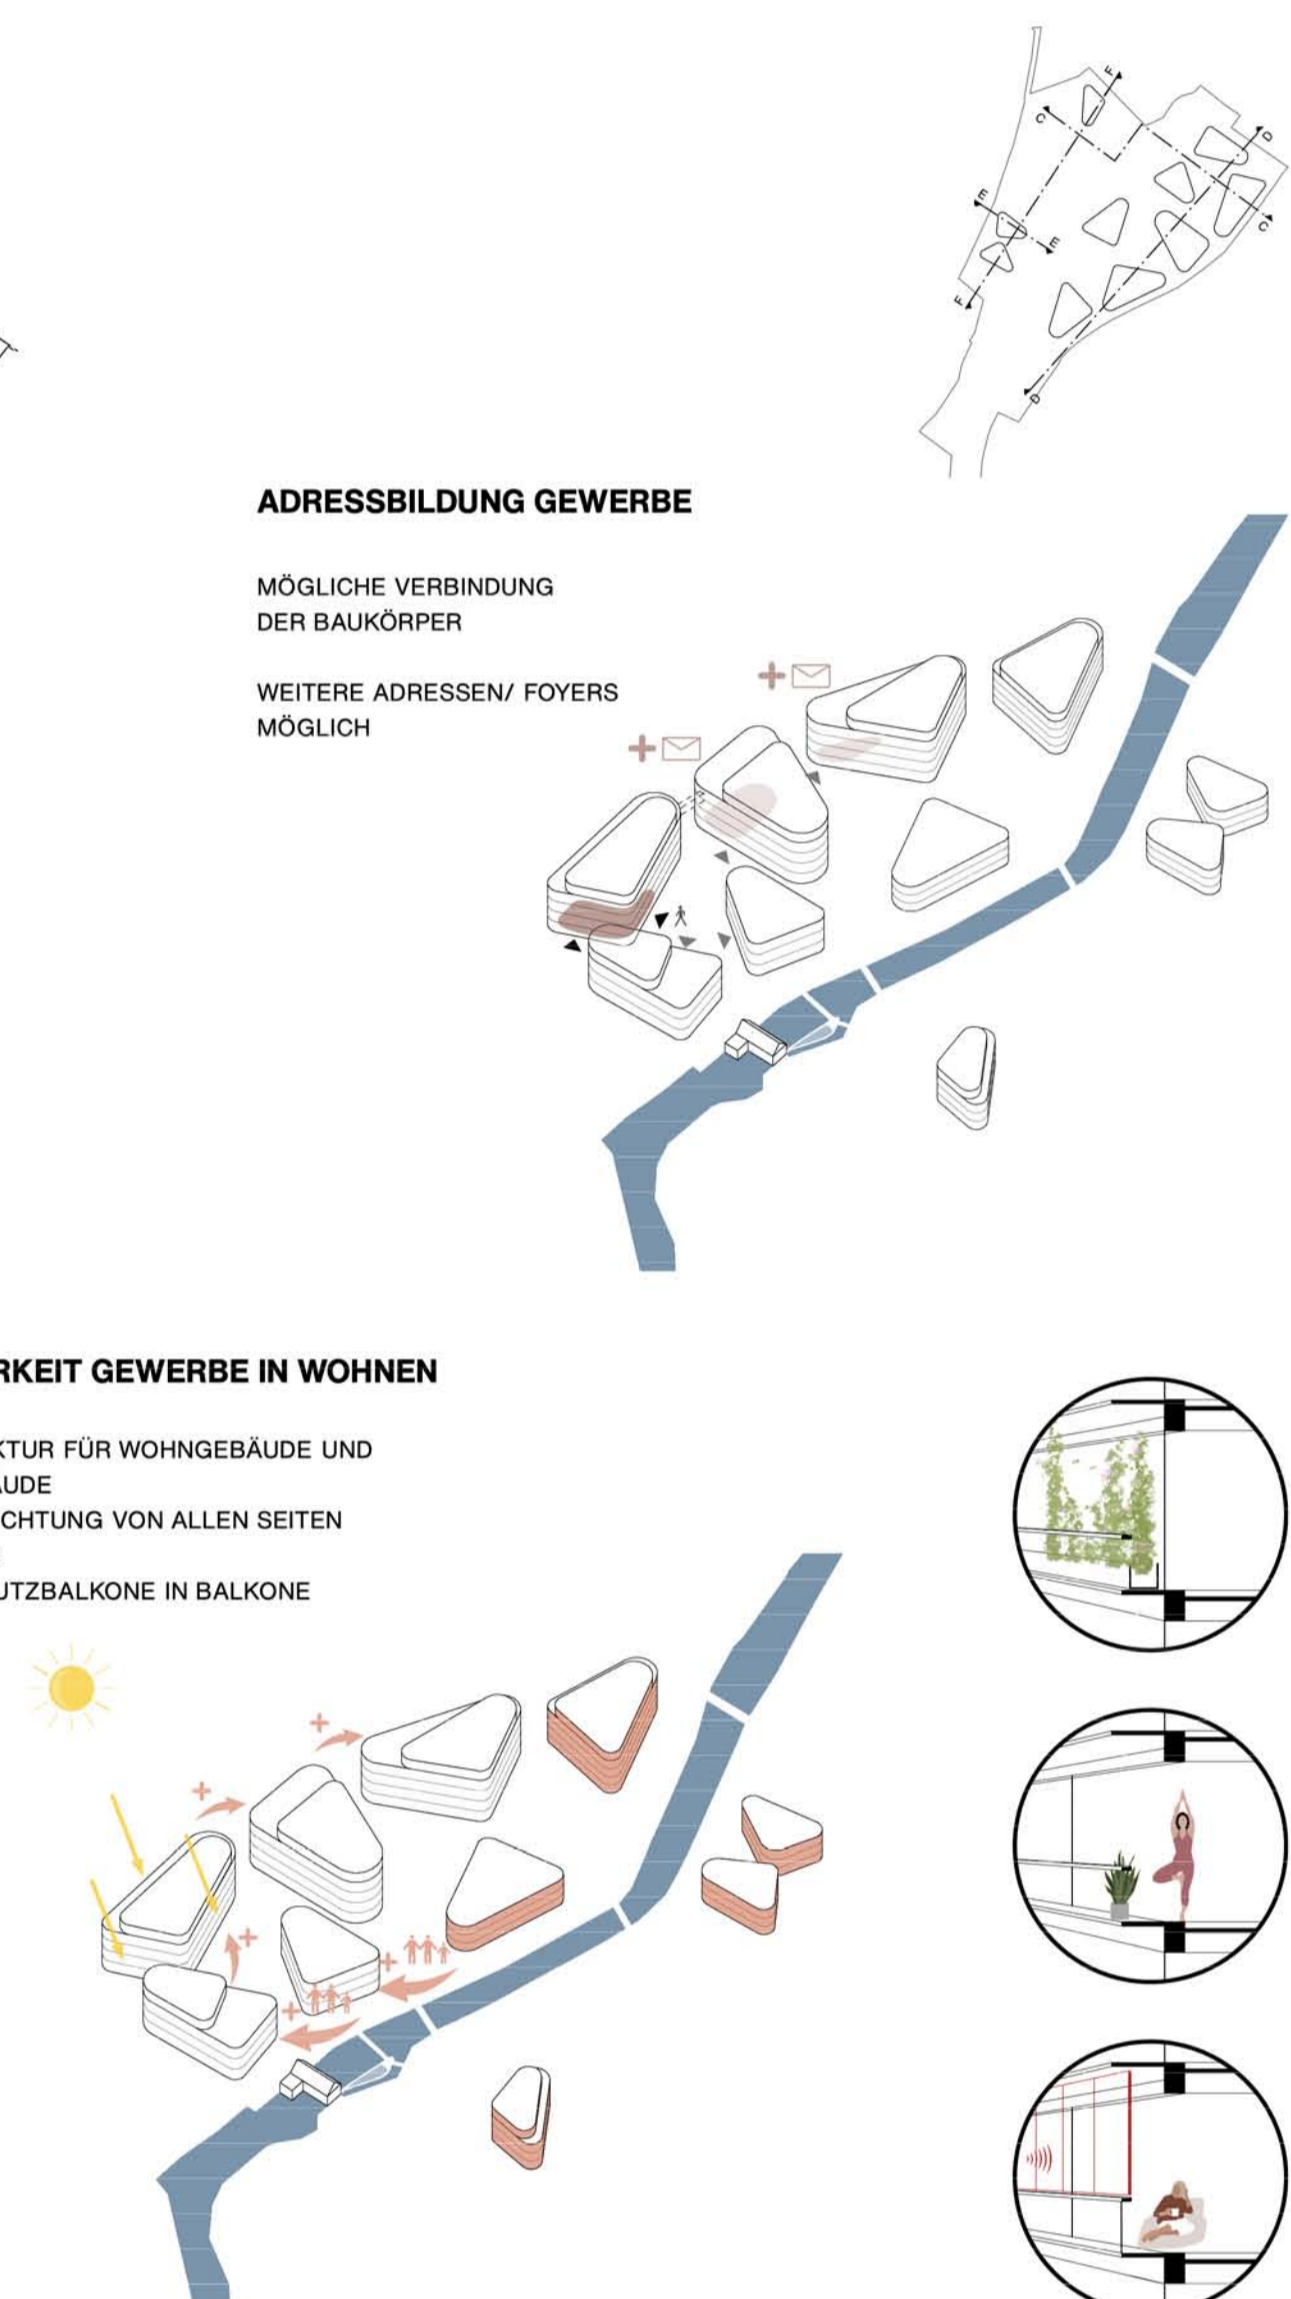 F
C
D
E
C
E
F
D
ADRESSBILDUNG GEWERBE
MÖGLICHE VERBINDUNG
DER BAUKÖRPER
WEITERE ADRESSEN/ FOYERS
MÖGLICH
RKEIT GEWERBE IN WOHNEN
KTUR FÜR WOHNGEBÄUDE UND
ÄUDE
CHTUNG VON ALLEN SEITEN
UTZBALKONE IN BALKONE